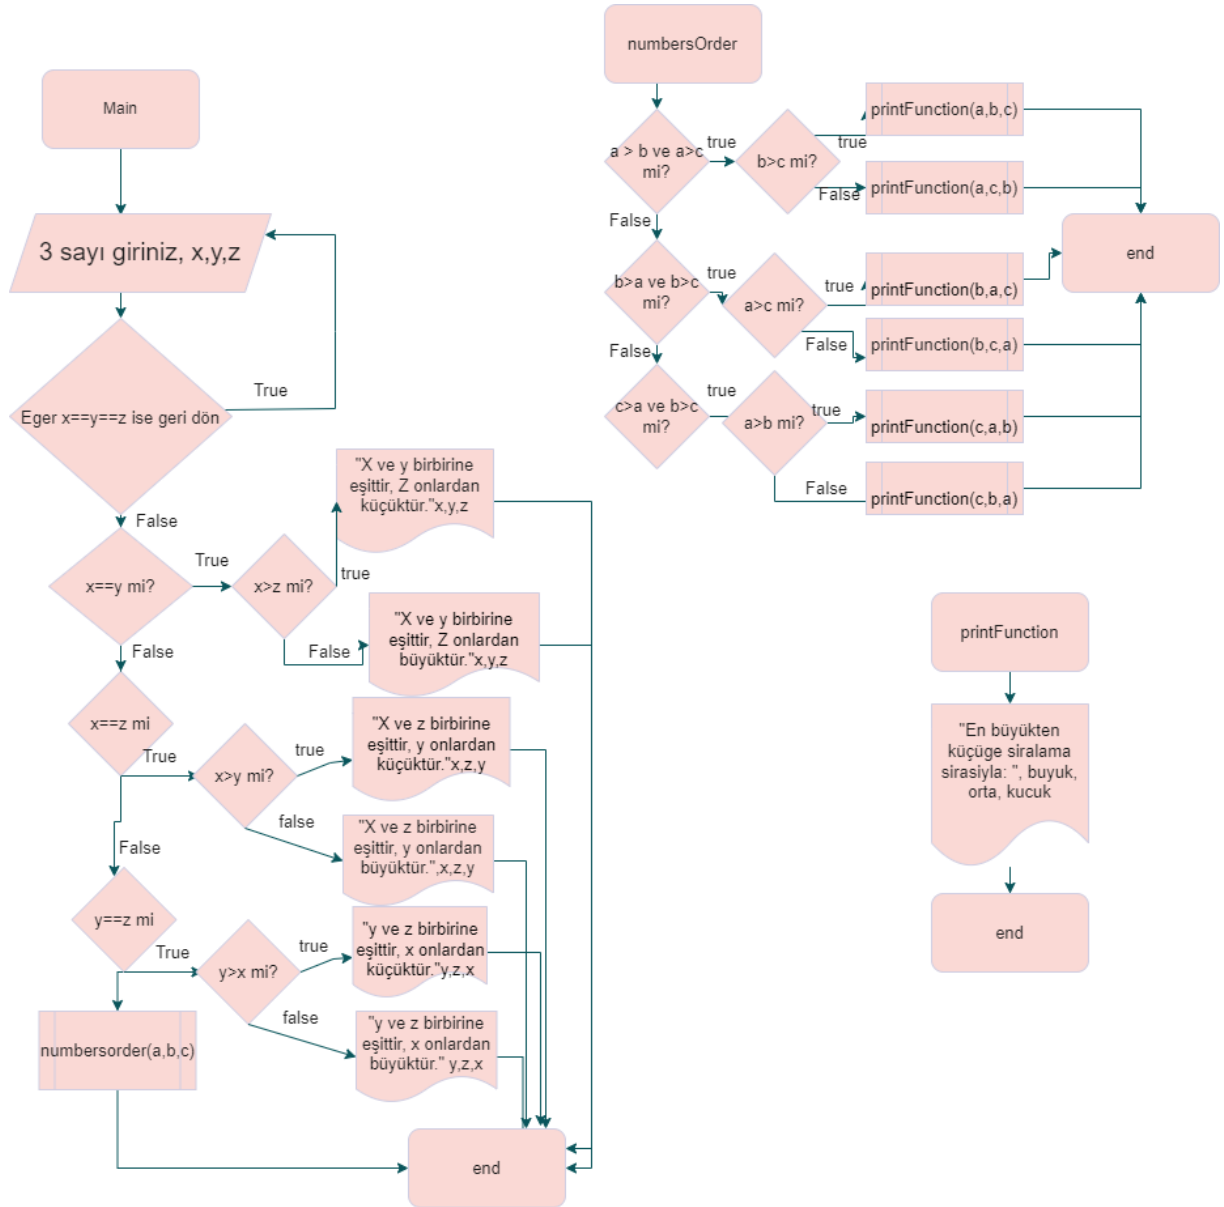 Main
3 sayı giriniz, x,y,z
Eger x==y==z ise geri dön
True
False
x==y mi?
True
x>z mi?
true
"X ve y birbirine
eşittir, Z onlardan
küçüktür."x,y,z
False
"X ve y birbirine
eşittir, Z onlardan
büyüktür."x,y,z
False
x==z mi
True
x>y mi?
true
"X ve z birbirine
eşittir, y onlardan
küçüktür."x,z,y
false
"X ve z birbirine
eşittir, y onlardan
büyüktür.",x,z,y
False
y==z mi
True
y>x mi?
true
"y ve z birbirine
eşittir, x onlardan
küçüktür."y,z,x
false
"y ve z birbirine
eşittir, x onlardan
büyüktür." y,z,x
numbersorder(a,b,c)
end
numbersOrder
a > b ve a>c
mi?
true
b>c mi?
true
printFunction(a,b,c)
False
printFunction(a,c,b)
False
b>a ve b>c
mi?
true
a>c mi?
true
printFunction(b,a,c)
False
printFunction(b,c,a)
False
c>a ve b>c
mi?
true
a>b mi?
true
printFunction(c,a,b)
False
printFunction(c,b,a)
end
printFunction
"En büyükten
küçüge siralama
sirasiyla: ", buyuk,
orta, kucuk
end